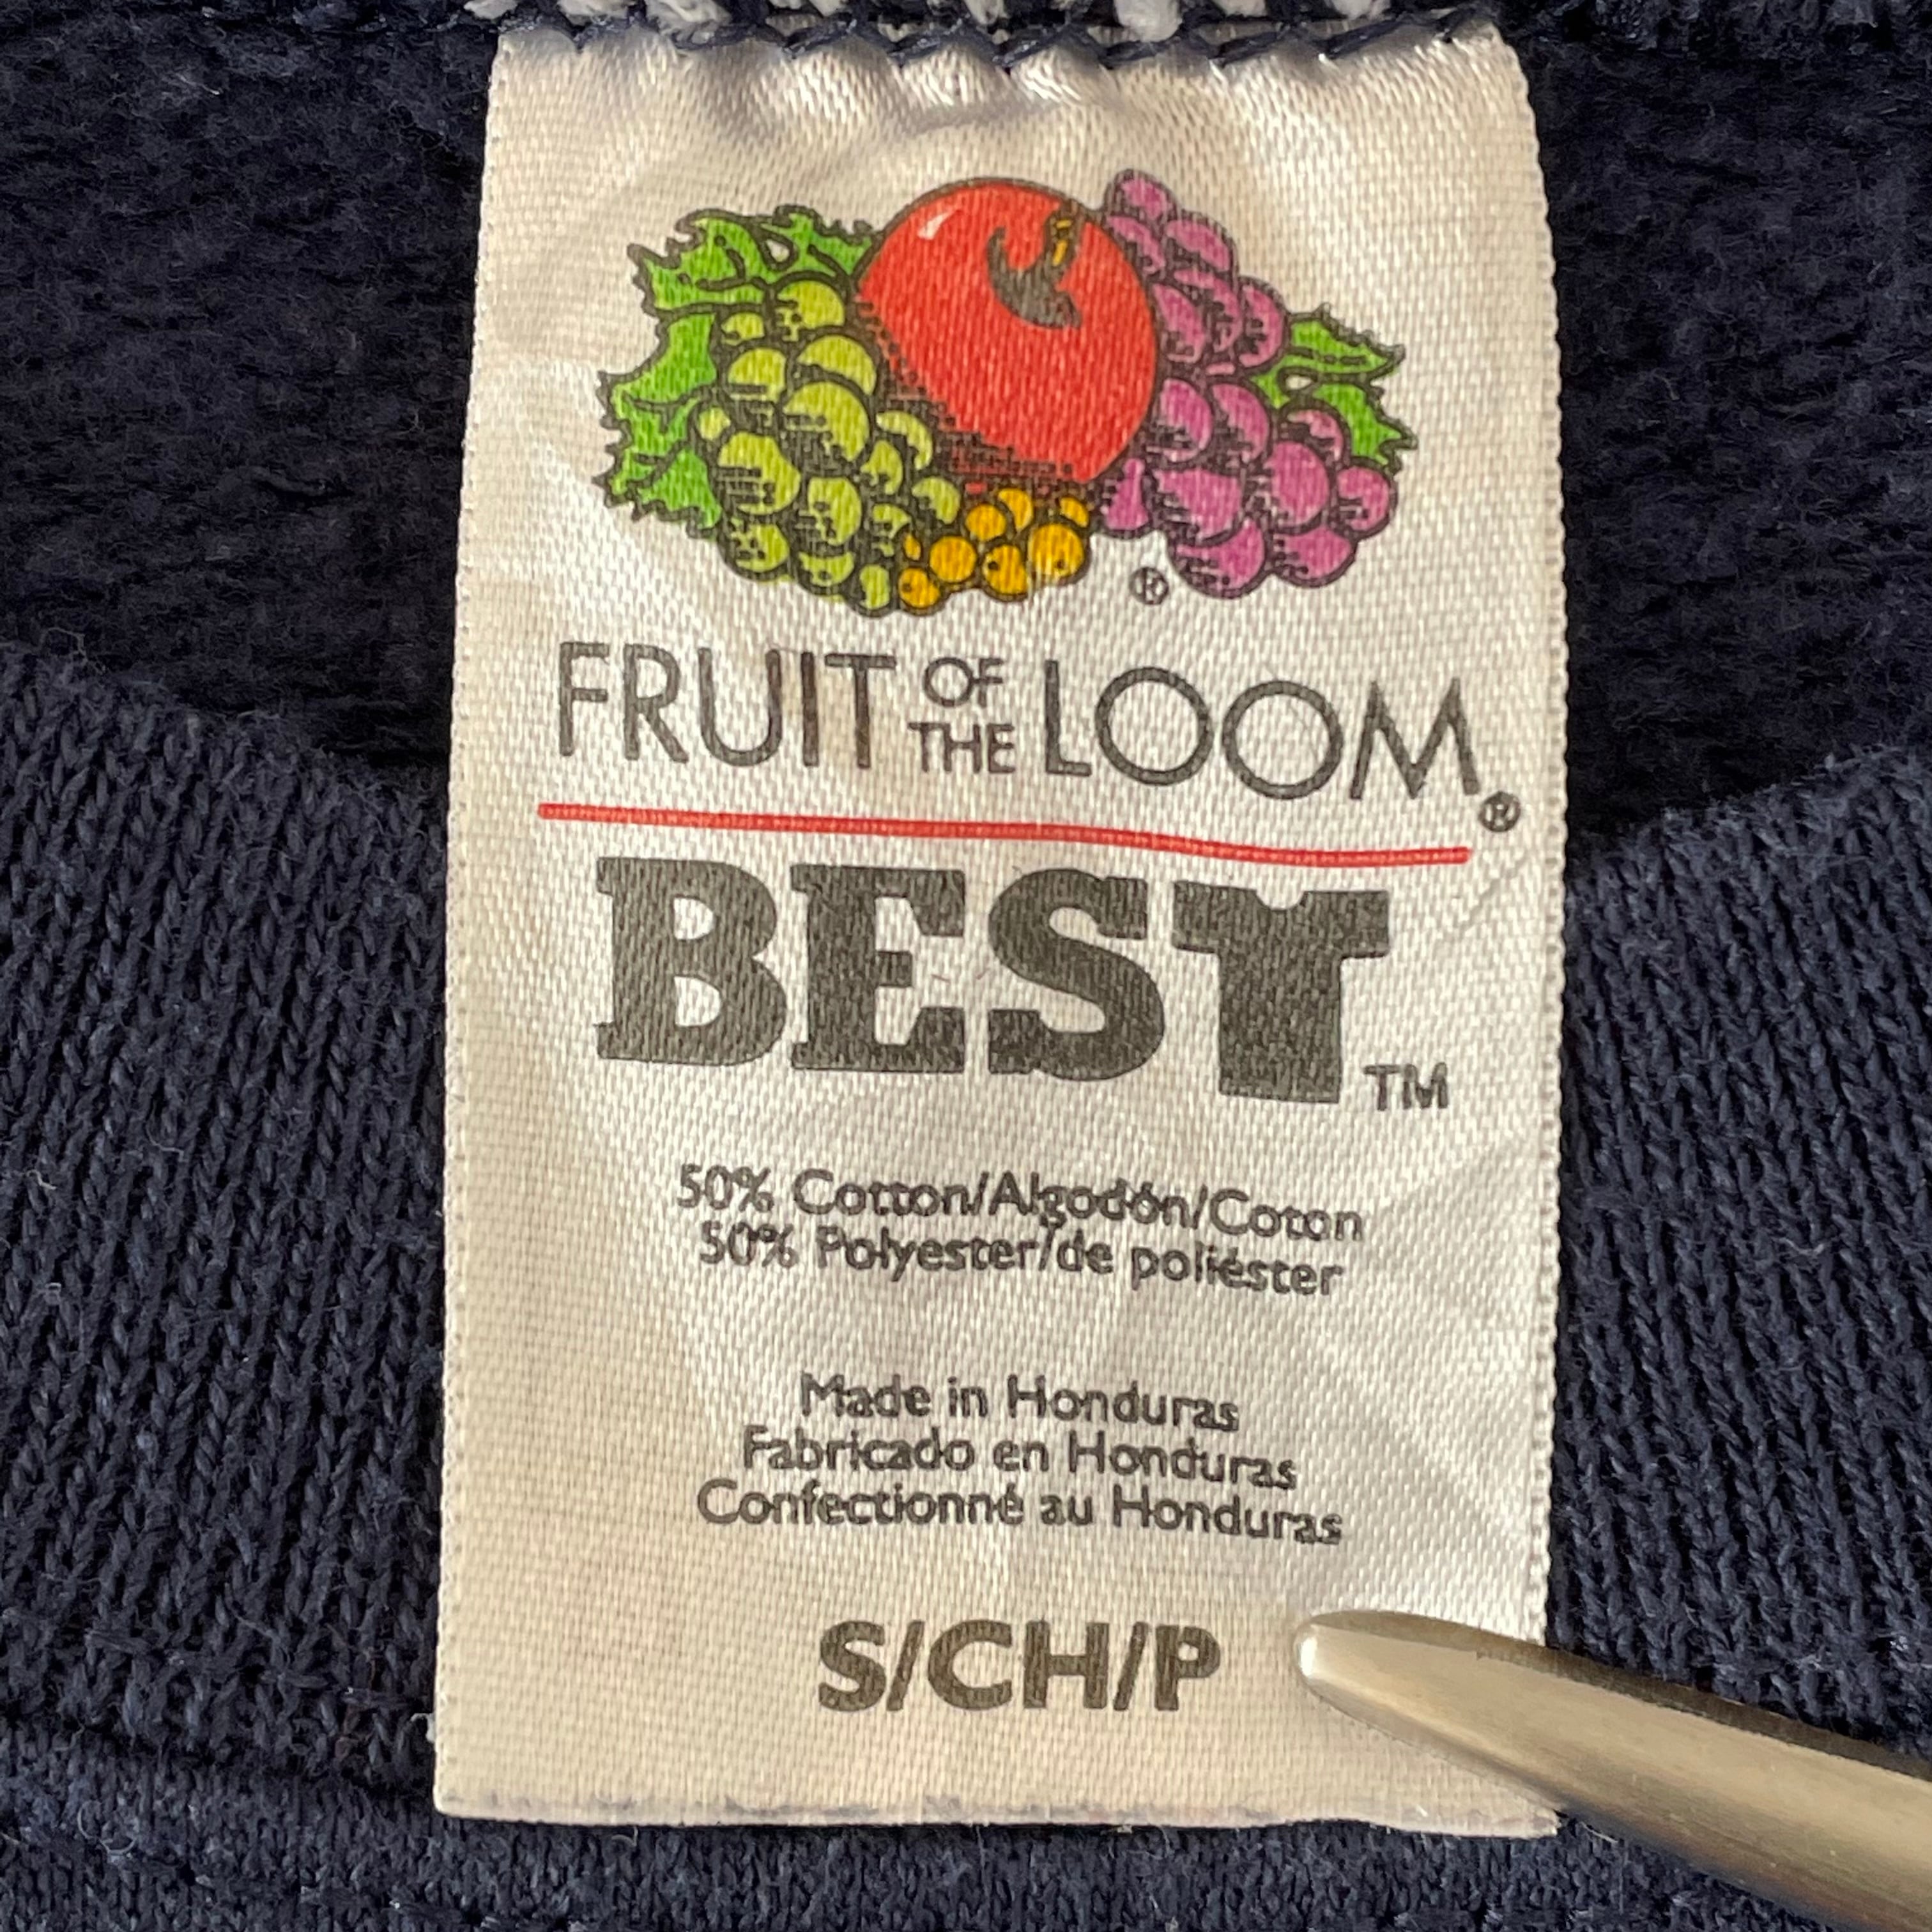 ®
FRUIT OF THE LOOM®
BEST™
50% Cotton/Algodón/Coton
50% Polyester/de poliéster
Made in Honduras
Fabricado en Honduras
Confectionné au Honduras
S/CH/P